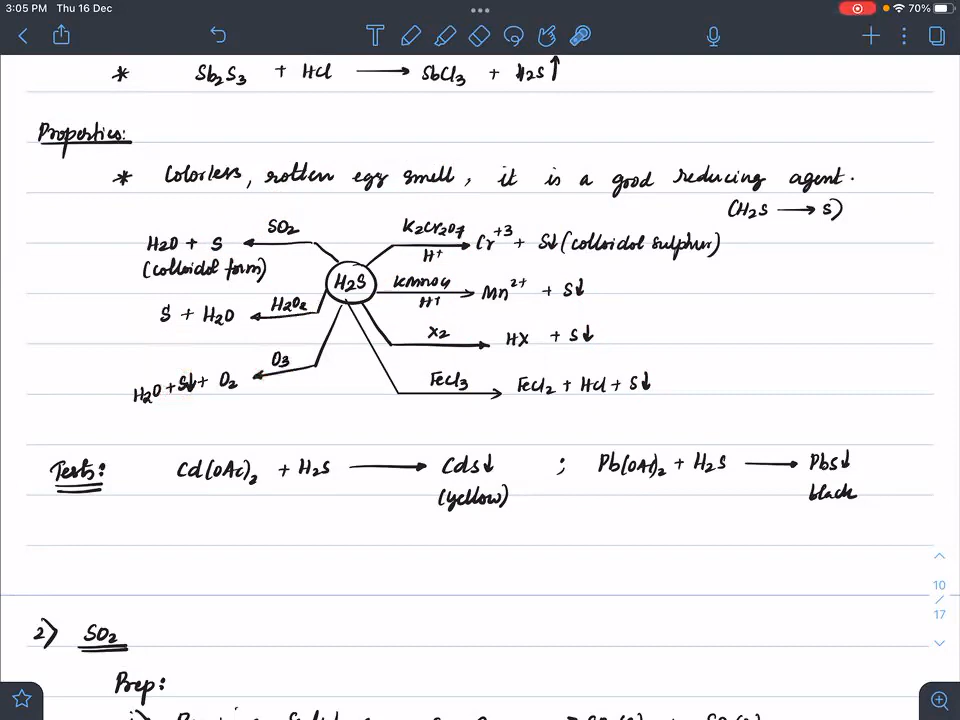 3:05 PM Thu 16 Dec
70%
* Sb₂S₃ + HCl ⟶ SbCl₃ + H₂S↑
Properties:
* Colorless, rotten egg smell, it is a good reducing agent.
(H₂S ⟶ S)
SO₂
H₂O + S
(colloidol form)
K₂Cr₂O₇
H⁺
Cr⁺³ + S↓ (colloidol sulphur)
H₂S
H₂O₂
S + H₂O
KMnO₄
H⁺
Mn²⁺ + S↓
X₂
HX + S↓
O₃
H₂O + S↓ + O₂
FeCl₃
FeCl₂ + HCl + S↓
Tests: Cd(OAc)₂ + H₂S ⟶ CdS↓ ; Pb(OAc)₂ + H₂S ⟶ PbS↓
(yellow) black
10
/
17
2) SO₂
Prep: